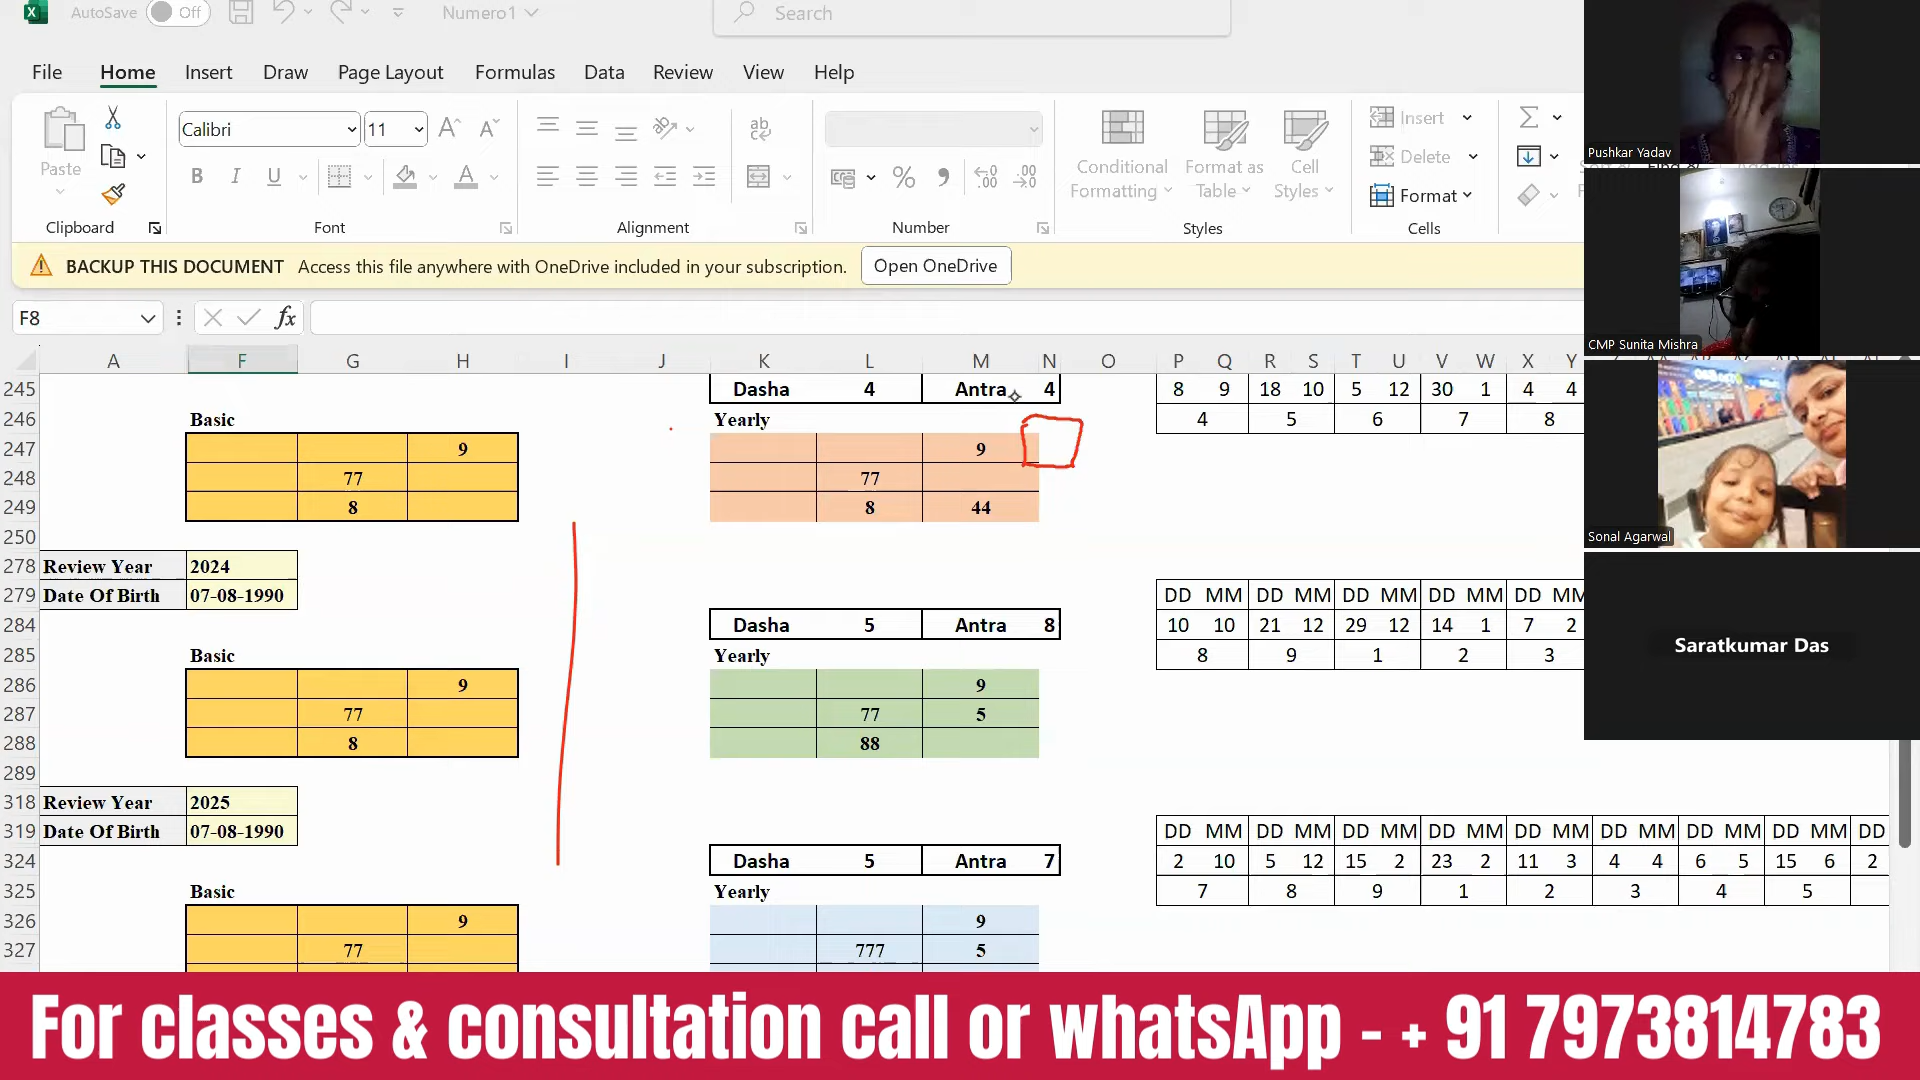 AutoSave Off Numero1 Search
File Home Insert Draw Page Layout Formulas Data Review View Help
Paste Calibri 11 A A ab Conditional Format as Cell Insert
B I U A % 9 Formatting Table Styles Delete
Format
Clipboard Font Alignment Number Styles Cells
BACKUP THIS DOCUMENT Access this file anywhere with OneDrive included in your subscription. Open OneDrive
F8 fx
A F G H I J K L M N O P Q R S T U V W X Y
245 Dasha 4 Antra 4 8 9 18 10 5 12 30 1 4 4
246 Basic Yearly 4 5 6 7 8
247 9 9
248 77 77
249 8 8 44
250
278 Review Year 2024
279 Date Of Birth 07-08-1990 DD MM DD MM DD MM DD MM DD MM
284 Dasha 5 Antra 8 10 10 21 12 29 12 14 1 7 2
285 Basic Yearly 8 9 1 2 3
286 9 9
287 77 77 5
288 8 88
289
318 Review Year 2025
319 Date Of Birth 07-08-1990 DD MM DD MM DD MM DD MM DD MM DD MM DD MM DD MM DD
324 Dasha 5 Antra 7 2 10 5 12 15 2 23 2 11 3 4 4 6 5 15 6 2
325 Basic Yearly 7 8 9 1 2 3 4 5
326 9 9
327 77 777 5
Pushkar Yadav
CMP Sunita Mishra
Sonal Agarwal
Saratkumar Das
For classes & consultation call or whatsApp - + 91 7973814783